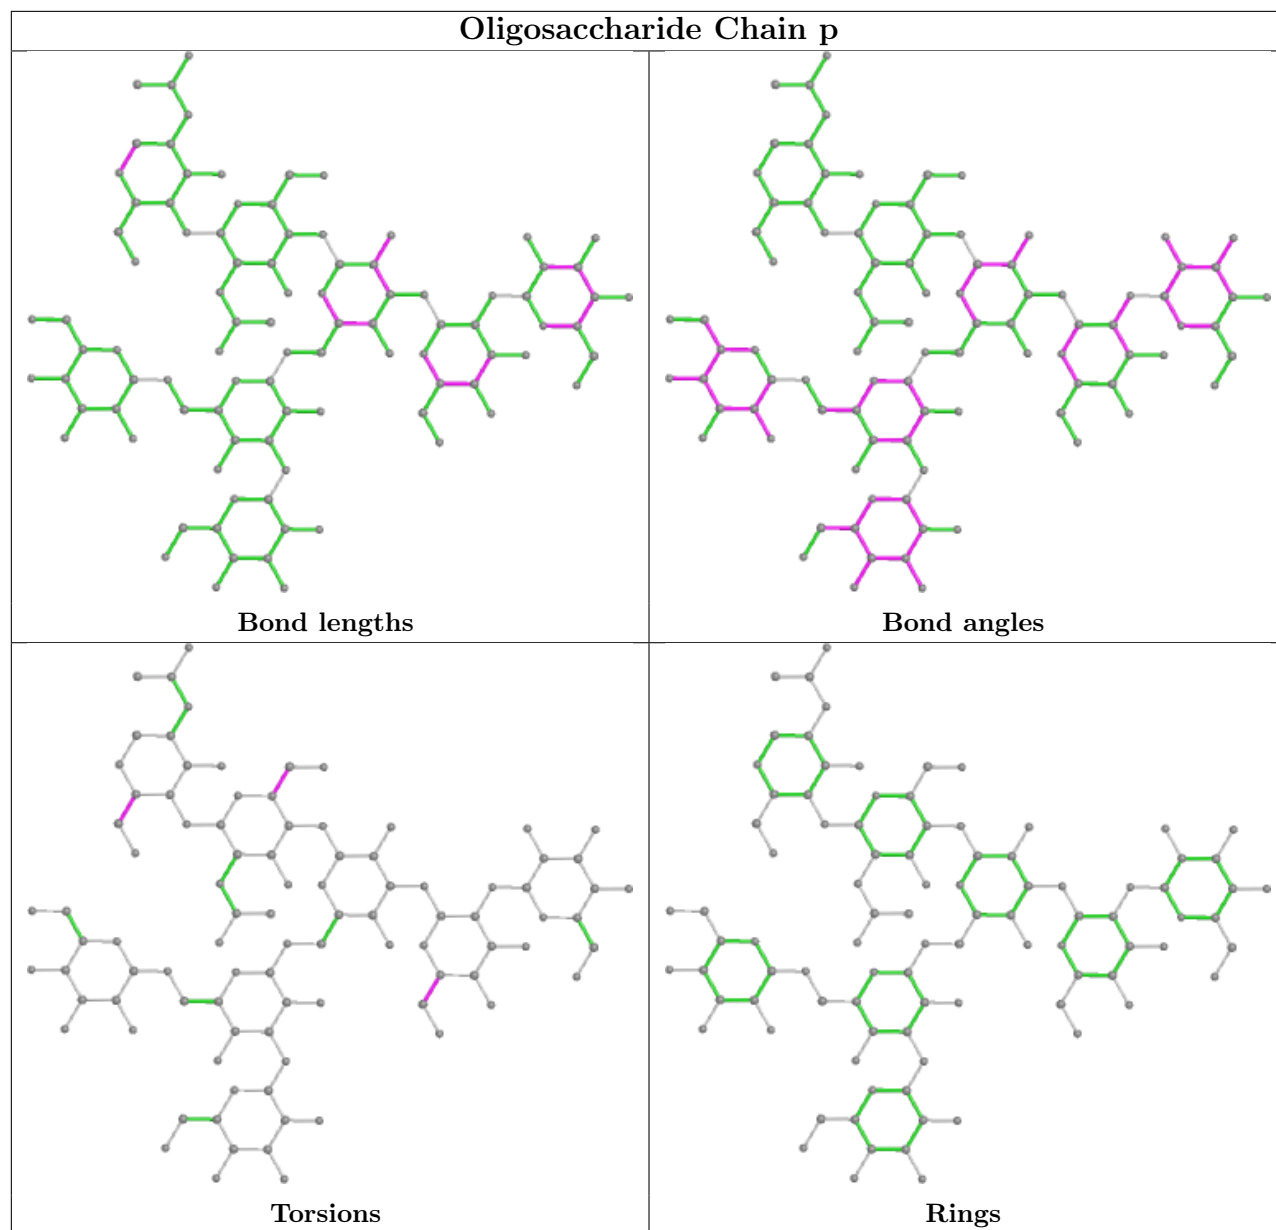 Oligosaccharide Chain p
Bond lengths
Bond angles
Torsions
Rings